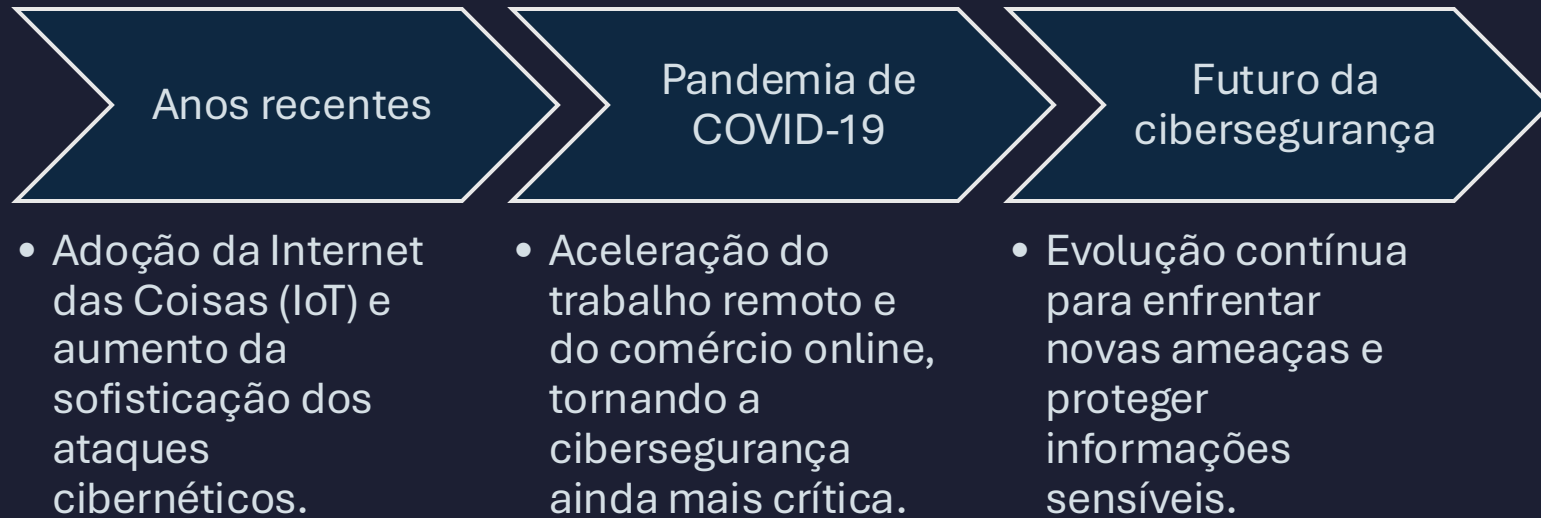 Anos recentes
Pandemia de
COVID-19
Futuro da
cibersegurança
• Adoção da Internet
das Coisas (IoT) e
aumento da
sofisticação dos
ataques
cibernéticos.
• Aceleração do
trabalho remoto e
do comércio online,
tornando a
cibersegurança
ainda mais crítica.
• Evolução contínua
para enfrentar
novas ameaças e
proteger
informações
sensíveis.